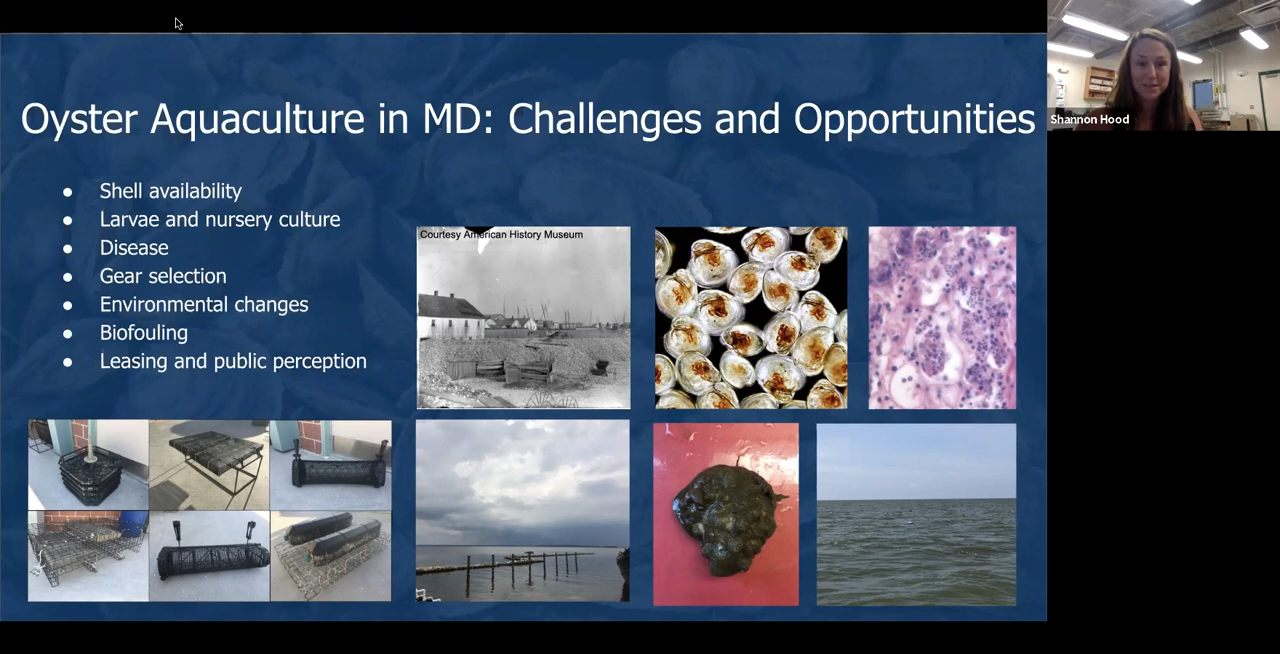 Oyster Aquaculture in MD: Challenges and Opportunities
Shannon Hood
● Shell availability
● Larvae and nursery culture
● Disease
● Gear selection
● Environmental changes
● Biofouling
● Leasing and public perception
Courtesy American History Museum